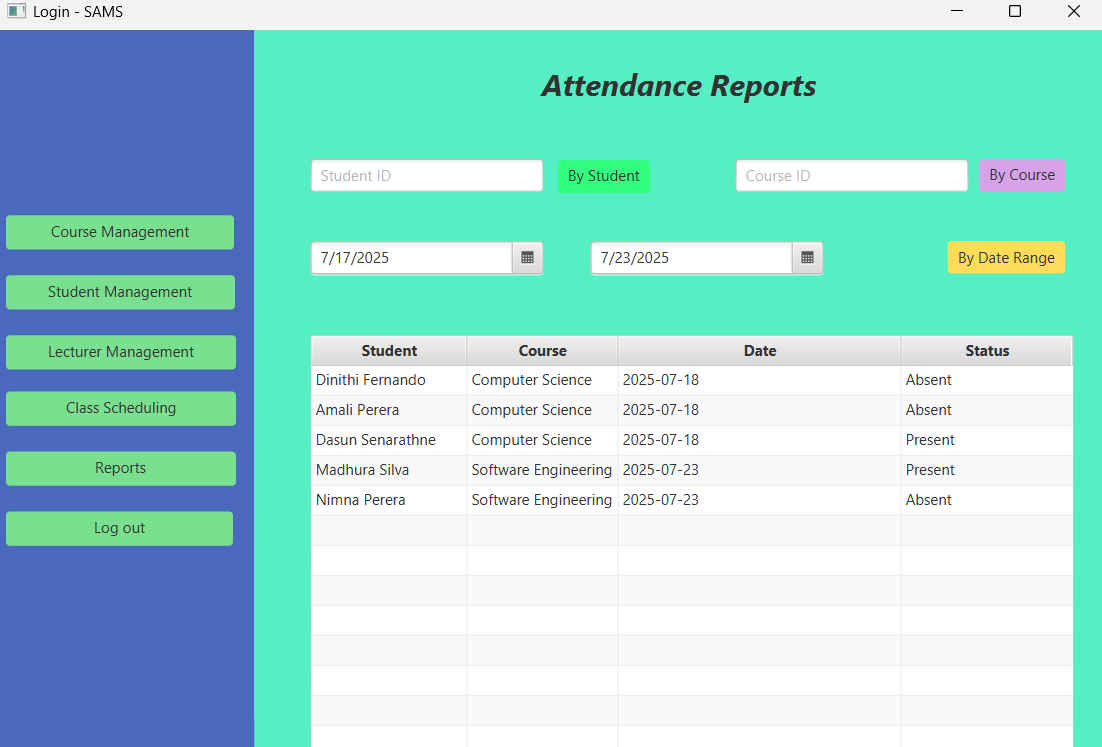 Login - SAMS
Attendance Reports
Student ID By Student Course ID By Course
7/17/2025 7/23/2025 By Date Range
Course Management
Student Management
Lecturer Management
Class Scheduling
Reports
Log out
Student Course Date Status
Dinithi Fernando Computer Science 2025-07-18 Absent
Amali Perera Computer Science 2025-07-18 Absent
Dasun Senarathne Computer Science 2025-07-18 Present
Madhura Silva Software Engineering 2025-07-23 Present
Nimna Perera Software Engineering 2025-07-23 Absent